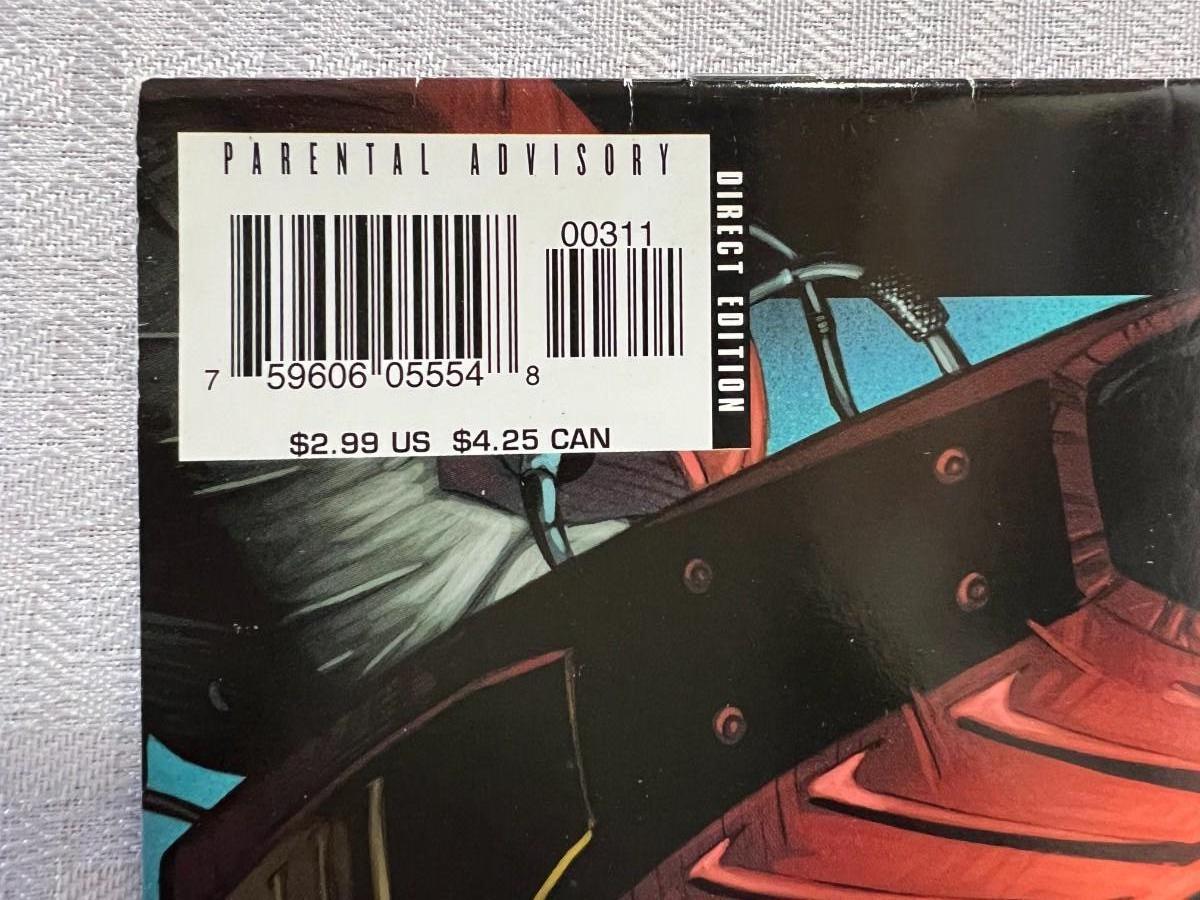 PARENTAL ADVISORY
00311
7 59606 05554 8
$2.99 US $4.25 CAN
DIRECT EDITION